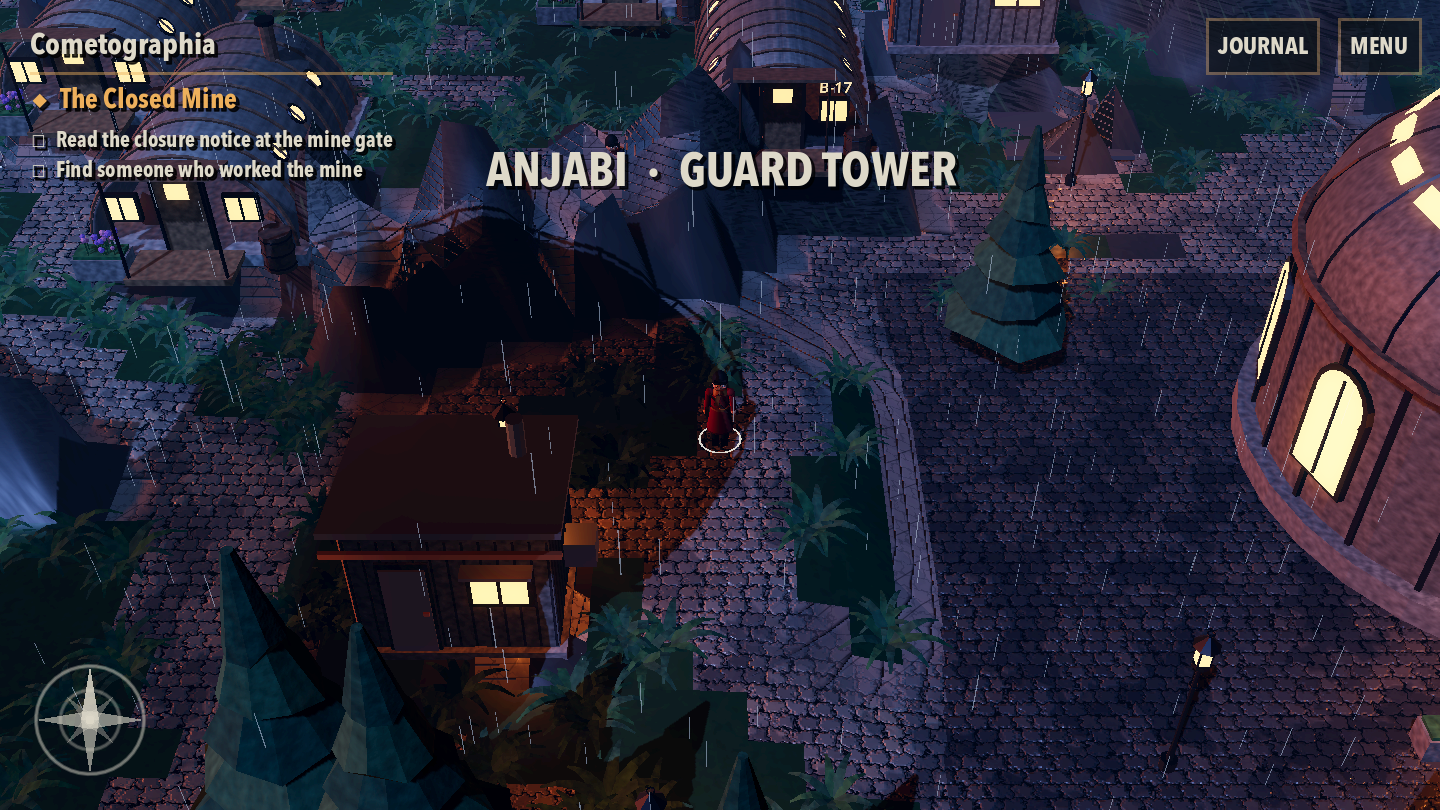 Cometographia
The Closed Mine
Read the closure notice at the mine gate
Find someone who worked the mine
JOURNAL
MENU
B-17
ANJABI · GUARD TOWER